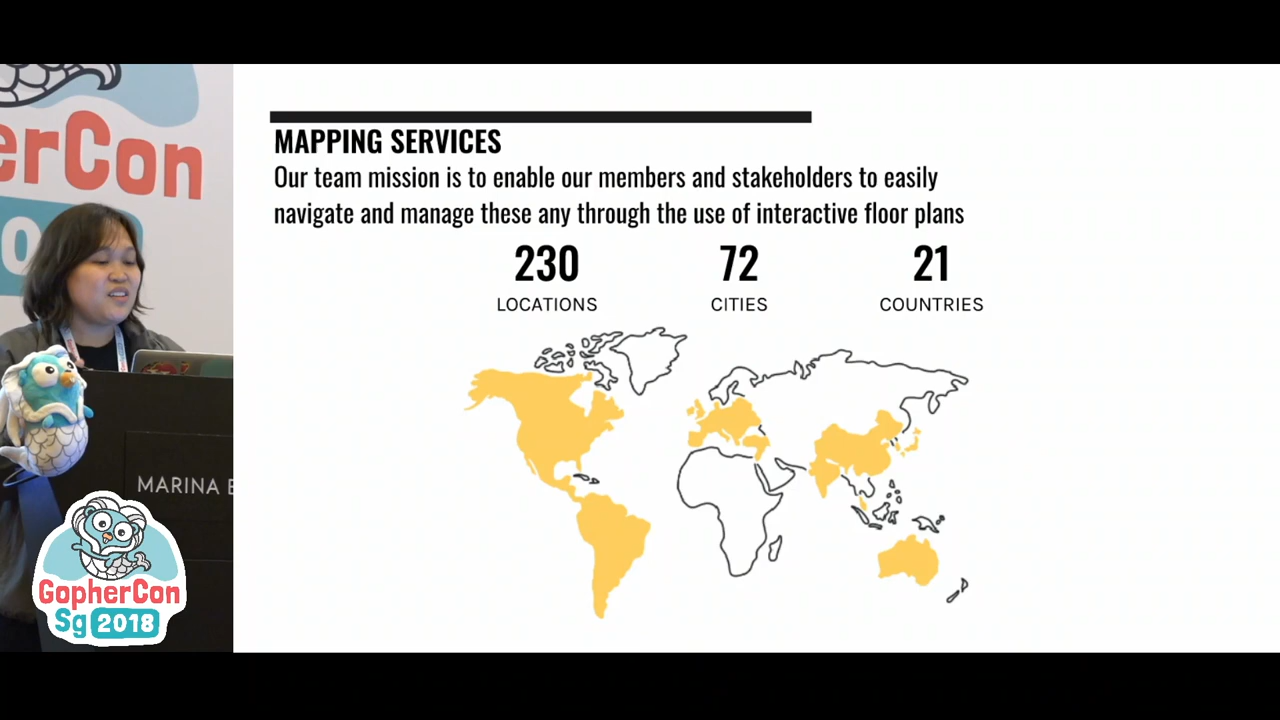 erCon
MAPPING SERVICES
Our team mission is to enable our members and stakeholders to easily
navigate and manage these any through the use of interactive floor plans
230
72
21
LOCATIONS
CITIES
COUNTRIES
MARINA
GopherCon
Sg 2018